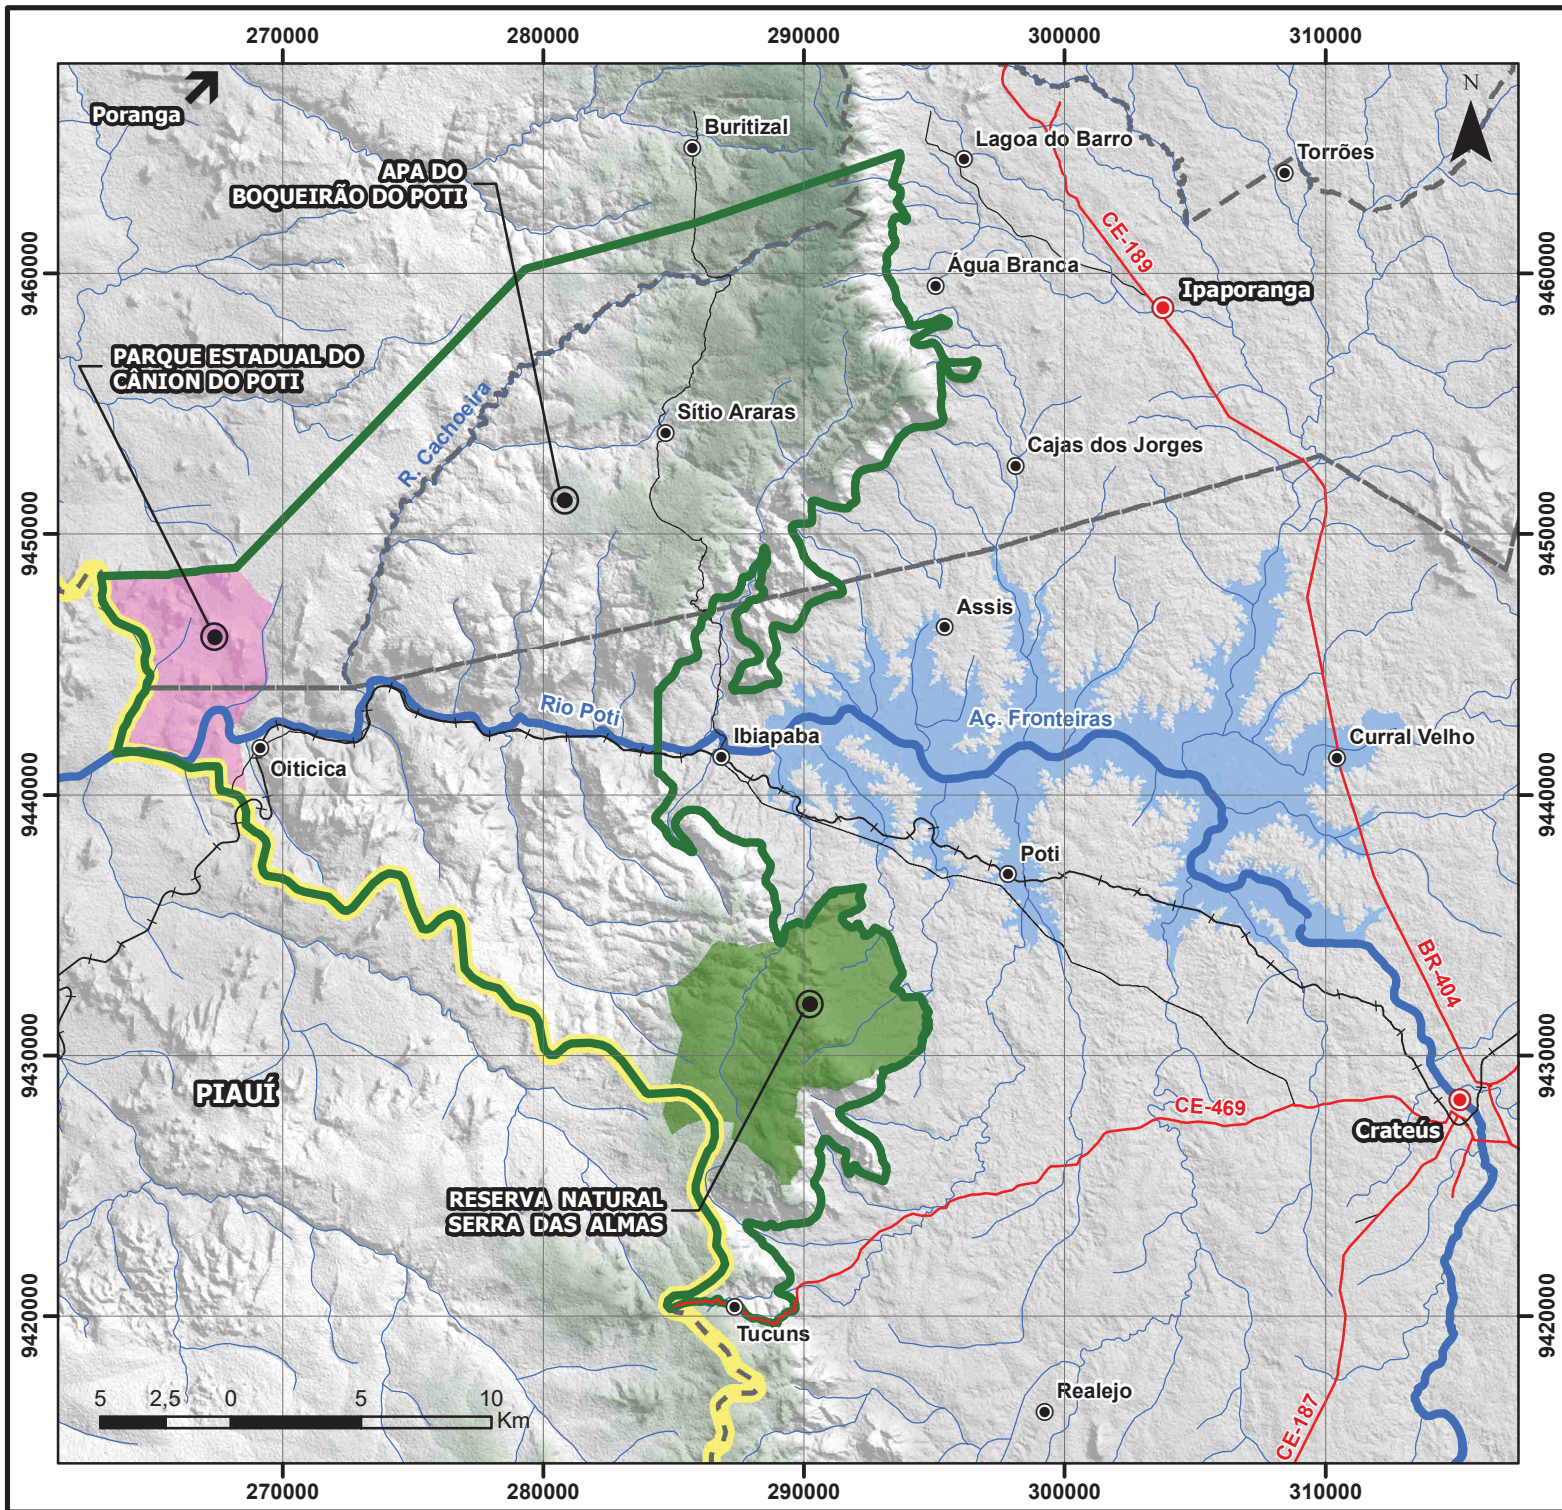 270000
280000
290000
300000
310000
Poranga
N
Buritizal
Lagoa do Barro
Torrões
APA DO
BOQUEIRÃO DO POTI
CE-189
9460000
9460000
Água Branca
Ipaporanga
PARQUE ESTADUAL DO
CÂNION DO POTI
R. Cachoeira
Sítio Araras
Cajas dos Jorges
9450000
9450000
Assis
Rio Poti
Aç. Fronteiras
Ibiapaba
Curral Velho
Oiticica
9440000
9440000
Poti
BR-404
9430000
9430000
PIAUÍ
CE-469
Crateús
RESERVA NATURAL
SERRA DAS ALMAS
9420000
9420000
Tucuns
Realejo
CE-187
5
2,5
0
5
10
Km
270000
280000
290000
300000
310000